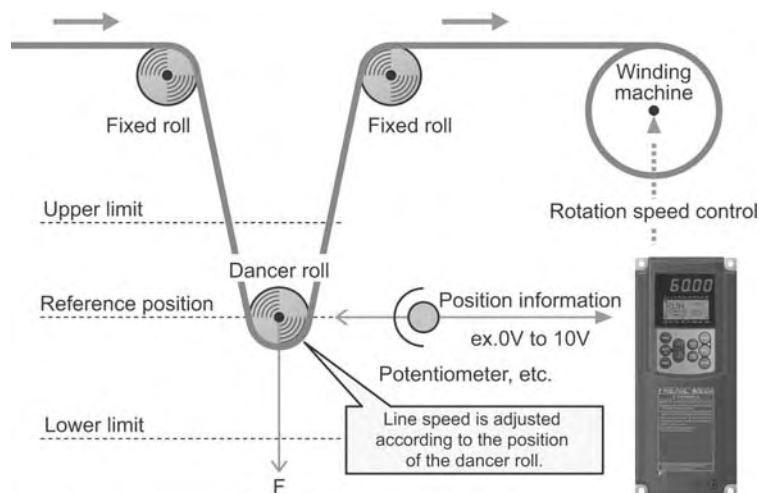 Fixed roll
Fixed roll
Winding
machine
Upper limit
Rotation speed control
Dancer roll
Reference position
Position information
ex.0V to 10V
Potentiometer, etc.
Lower limit
Line speed is adjusted
according to the position
of the dancer roll.
F
60.00
RUN